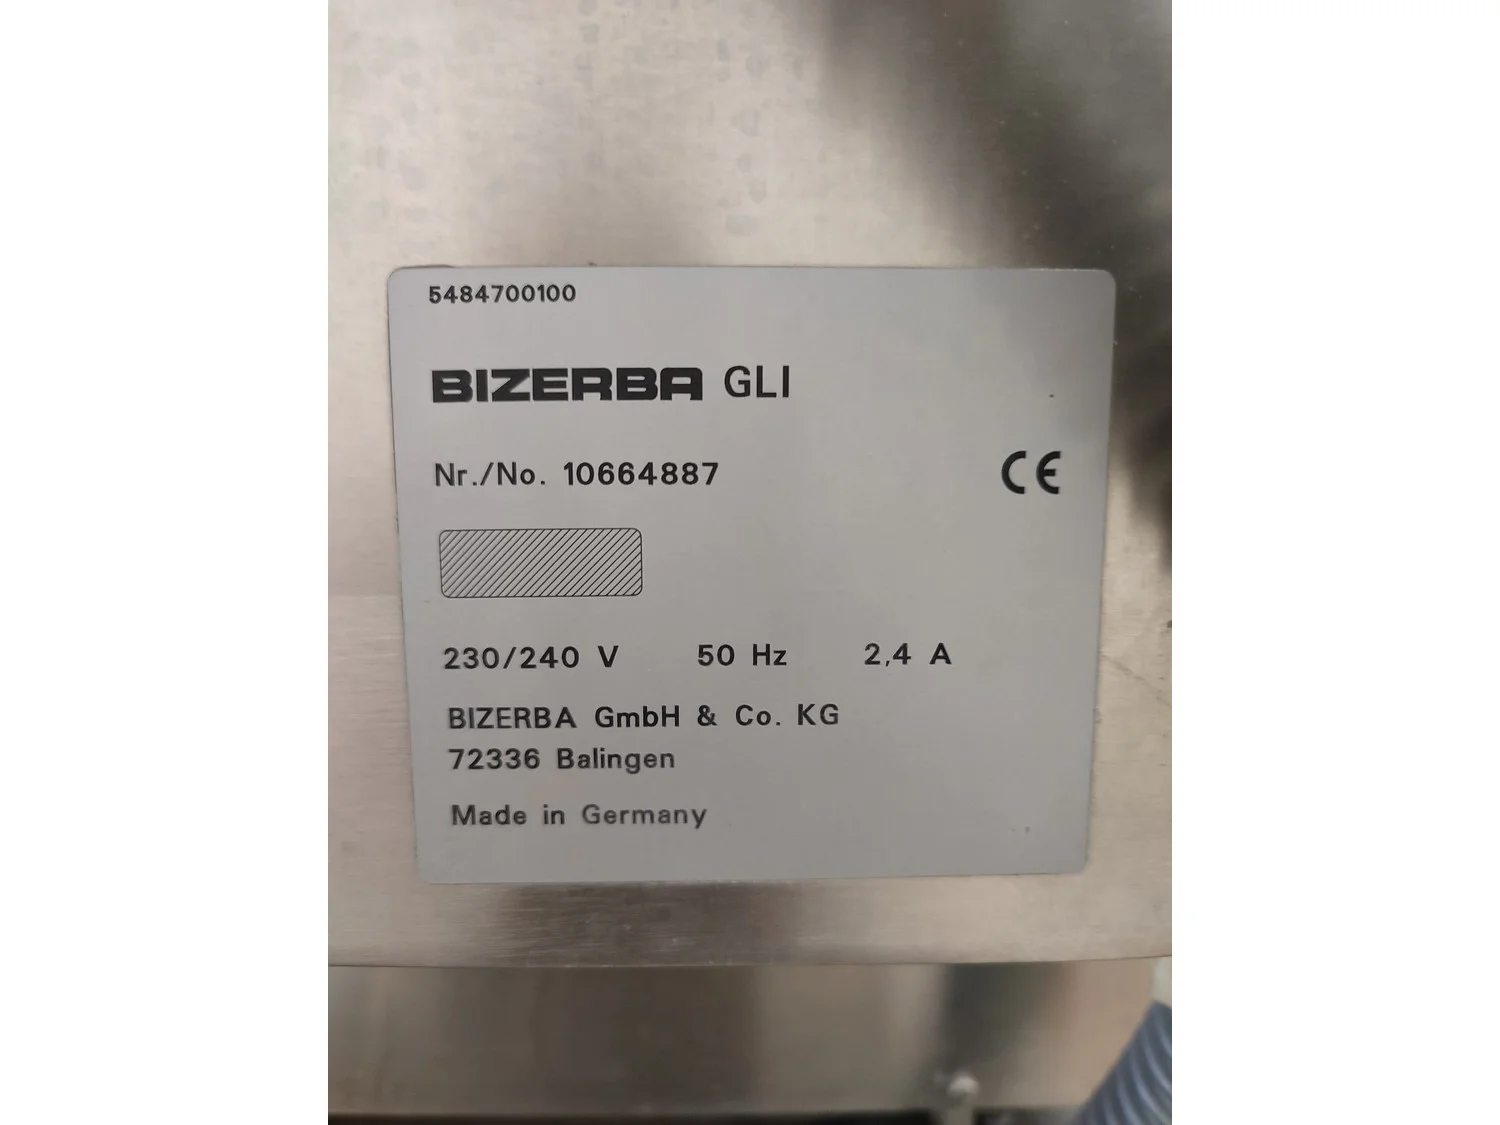 5484700100
BIZERBA GLI
Nr./No. 10664887
CE
230/240 V 50 Hz 2,4 A
BIZERBA GmbH & Co. KG
72336 Balingen
Made in Germany